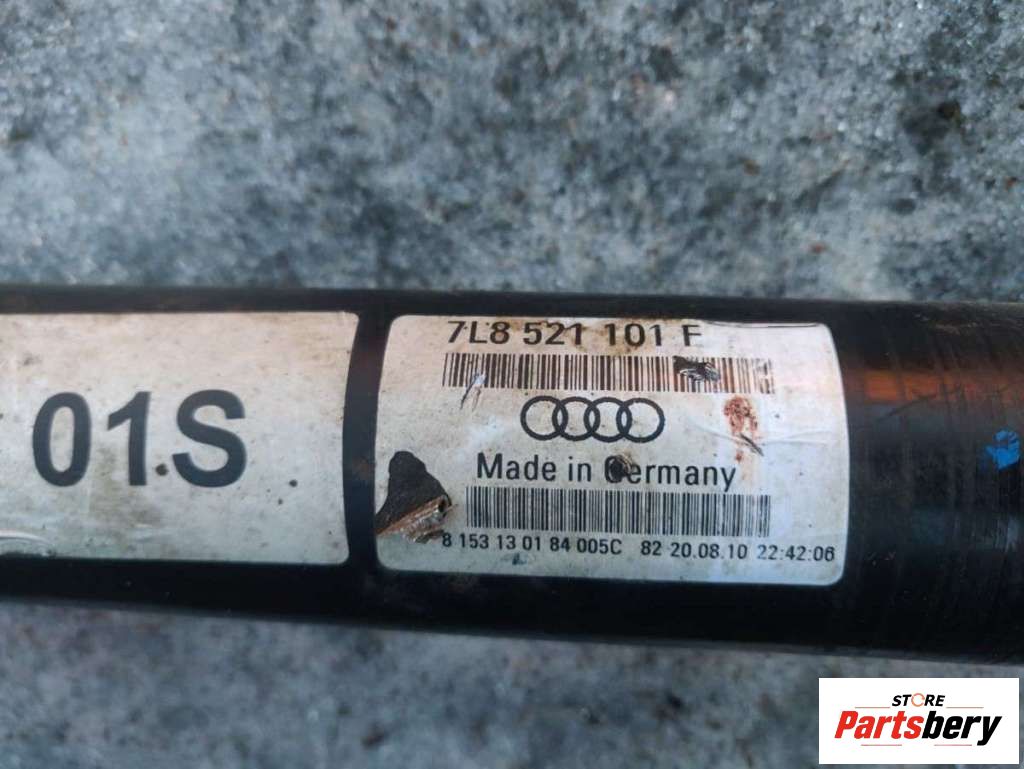 01S
7L8 521 101 F
Made in Germany
8 153 13 01 84 005C 82 20.08.10 22:42:06
STORE
Partsbery